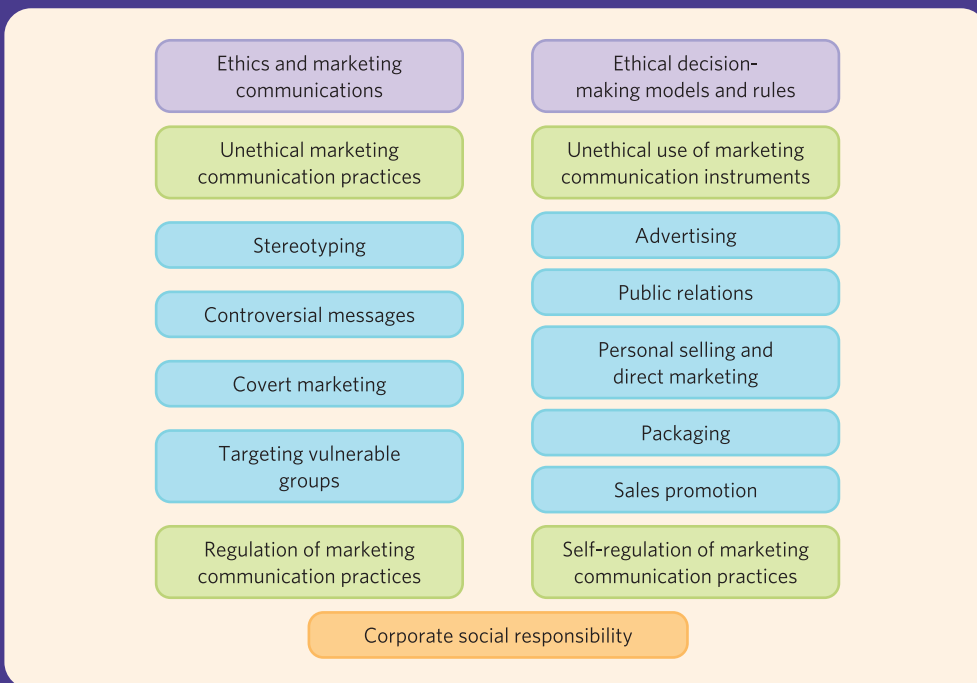 Ethics and marketing
communications
Ethical decision-
making models and rules
Unethical marketing
communication practices
Unethical use of marketing
communication instruments
Stereotyping
Controversial messages
Covert marketing
Targeting vulnerable
groups
Advertising
Public relations
Personal selling and
direct marketing
Packaging
Sales promotion
Regulation of marketing
communication practices
Self-regulation of marketing
communication practices
Corporate social responsibility